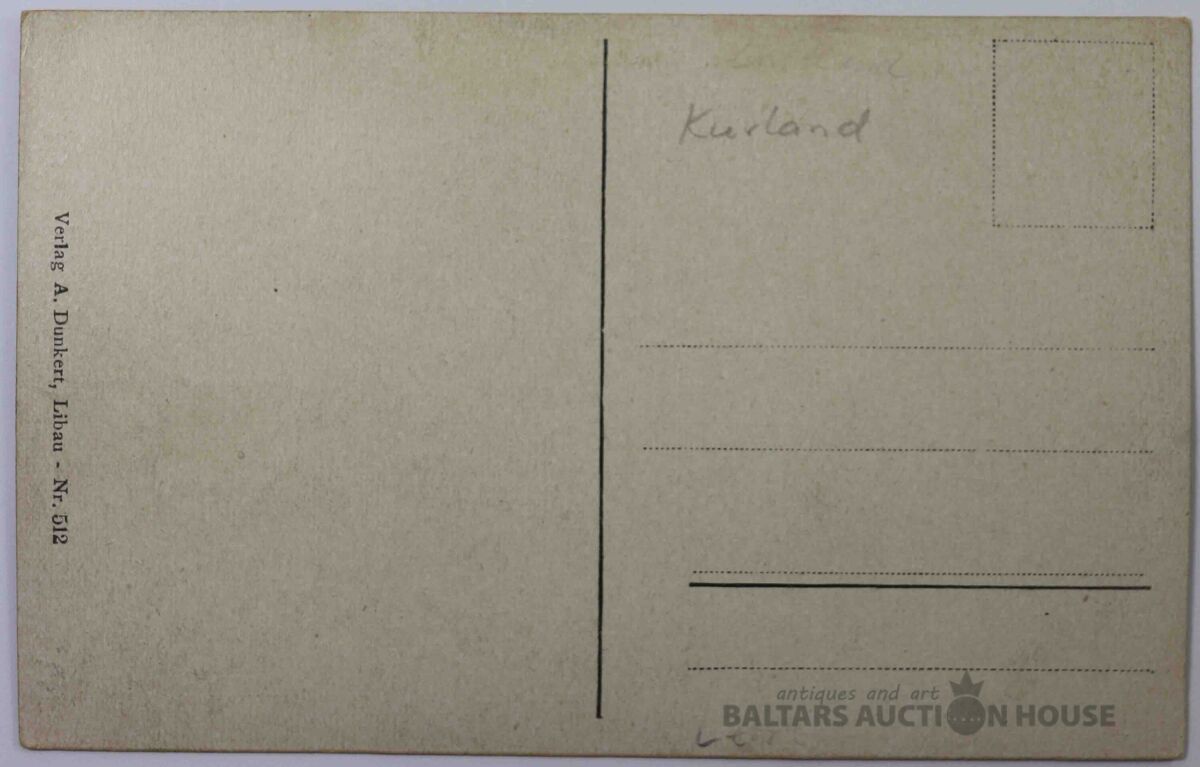 Verlag A. Dunkert, Libau - Nr. 512
Kurland
antiques and art
BALTARS AUCTION HOUSE